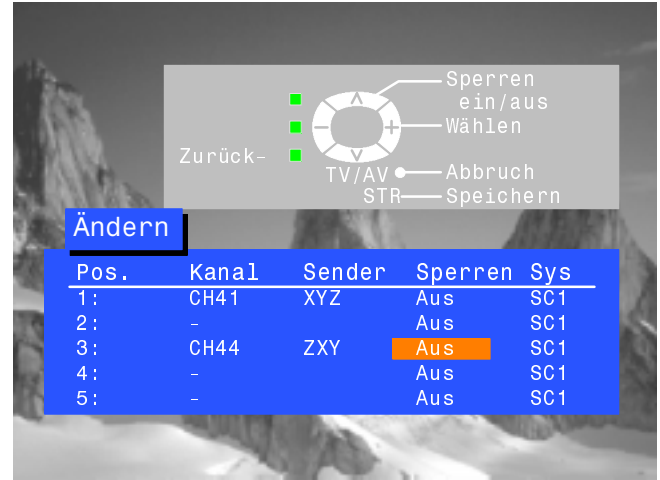 Sperren
ein/aus
Wählen
Zurück-
TV/AV Abbruch
STR Speichern
Ändern
Pos. Kanal Sender Sperren Sys
1: CH41 XYZ Aus SC1
2: - Aus SC1
3: CH44 ZXY Aus SC1
4: - Aus SC1
5: - Aus SC1